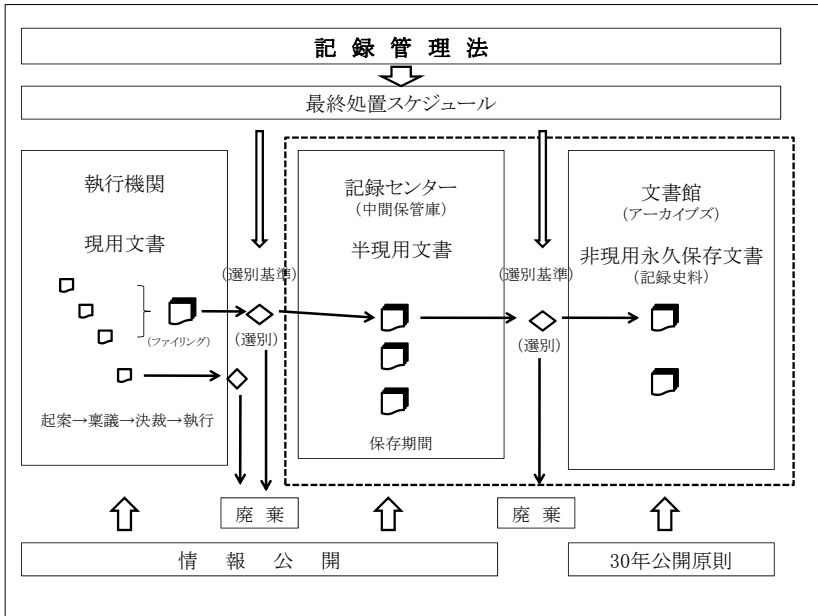 記録管理法
最終処置スケジュール
執行機関
現用文書
(ファイリング)
起案→稟議→決裁→執行
(選別基準)
(選別)
記録センター
(中間保管庫)
半現用文書
保存期間
(選別基準)
(選別)
文書館
(アーカイブズ)
非現用永久保存文書
(記録史料)
廃棄
廃棄
情報公開
30年公開原則